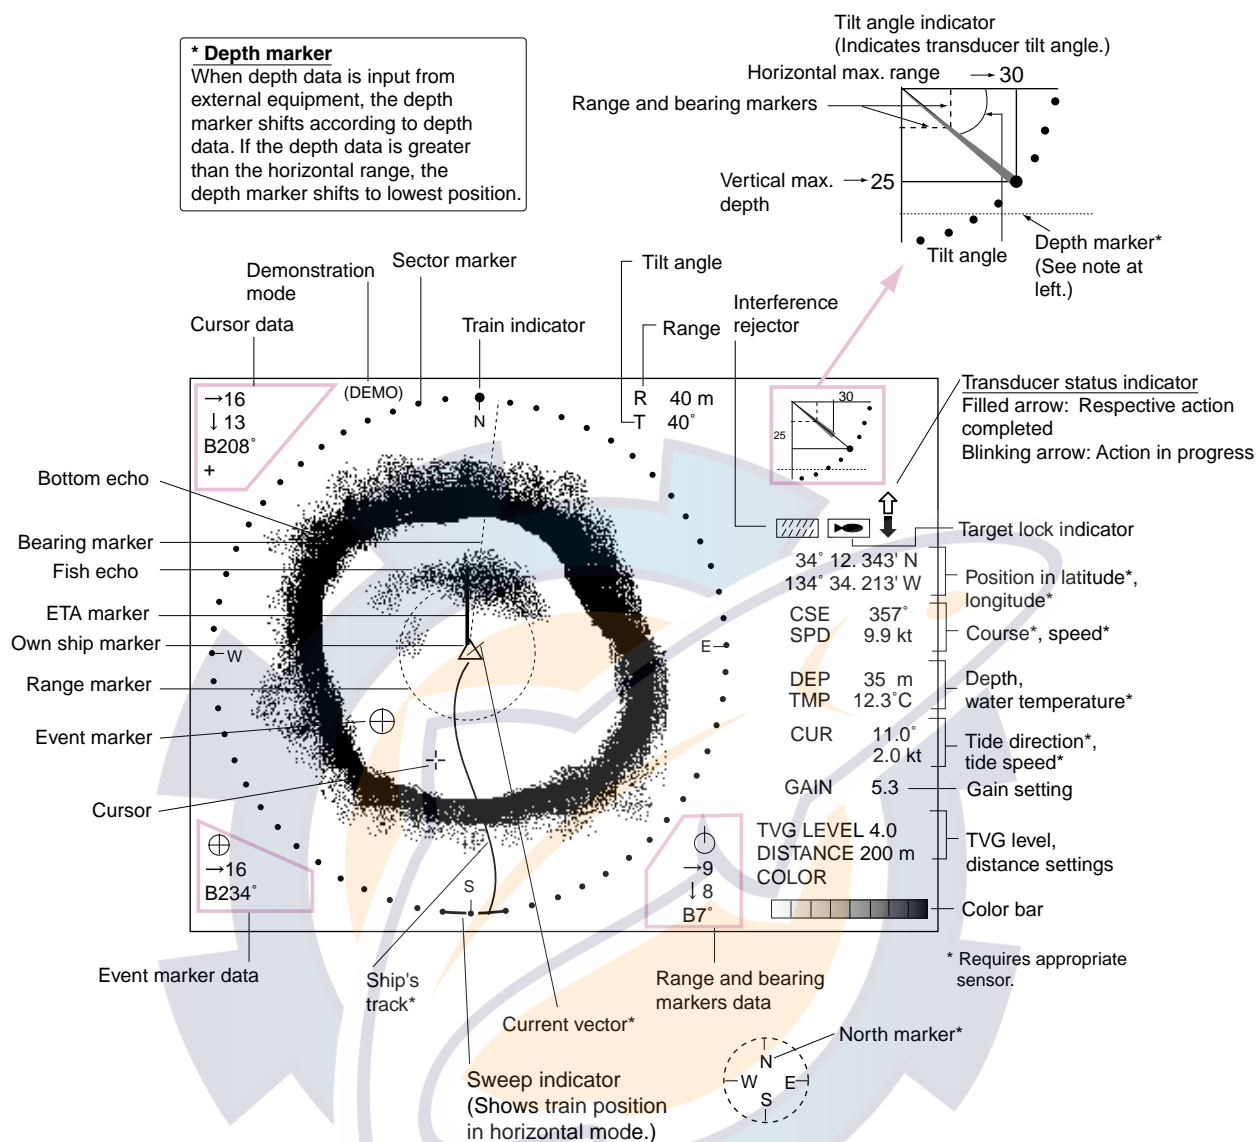 * Depth marker
When depth data is input from
external equipment, the depth
marker shifts according to depth
data. If the depth data is greater
than the horizontal range, the
depth marker shifts to lowest position.
Tilt angle indicator
(Indicates transducer tilt angle.)
Horizontal max. range → 30
Range and bearing markers
Vertical max. → 25
depth
Tilt angle
Depth marker*
(See note at
left.)
Demonstration
mode
Sector marker
Tilt angle
Cursor data
Train indicator
Range
Interference
rejector
→16
↓13
B208°
+
(DEMO)
N
R 40 m
T 40°
30
25
Transducer status indicator
Filled arrow: Respective action
completed
Blinking arrow: Action in progress
Bottom echo
Bearing marker
Fish echo
ETA marker
Own ship marker
Range marker
Event marker
Cursor
W
E
S
Target lock indicator
34° 12. 343' N
134° 34. 213' W
Position in latitude*,
longitude*
CSE 357°
SPD 9.9 kt
Course*, speed*
DEP 35 m
TMP 12.3°C
Depth,
water temperature*
CUR 11.0°
2.0 kt
Tide direction*,
tide speed*
GAIN 5.3
Gain setting
TVG LEVEL 4.0
DISTANCE 200 m
COLOR
TVG level,
distance settings
Color bar
→16
B234°
→9
↓8
B7°
* Requires appropriate
sensor.
Event marker data
Ship's
track*
Current vector*
Range and bearing
markers data
Sweep indicator
(Shows train position
in horizontal mode.)
North marker*
N
W E
S